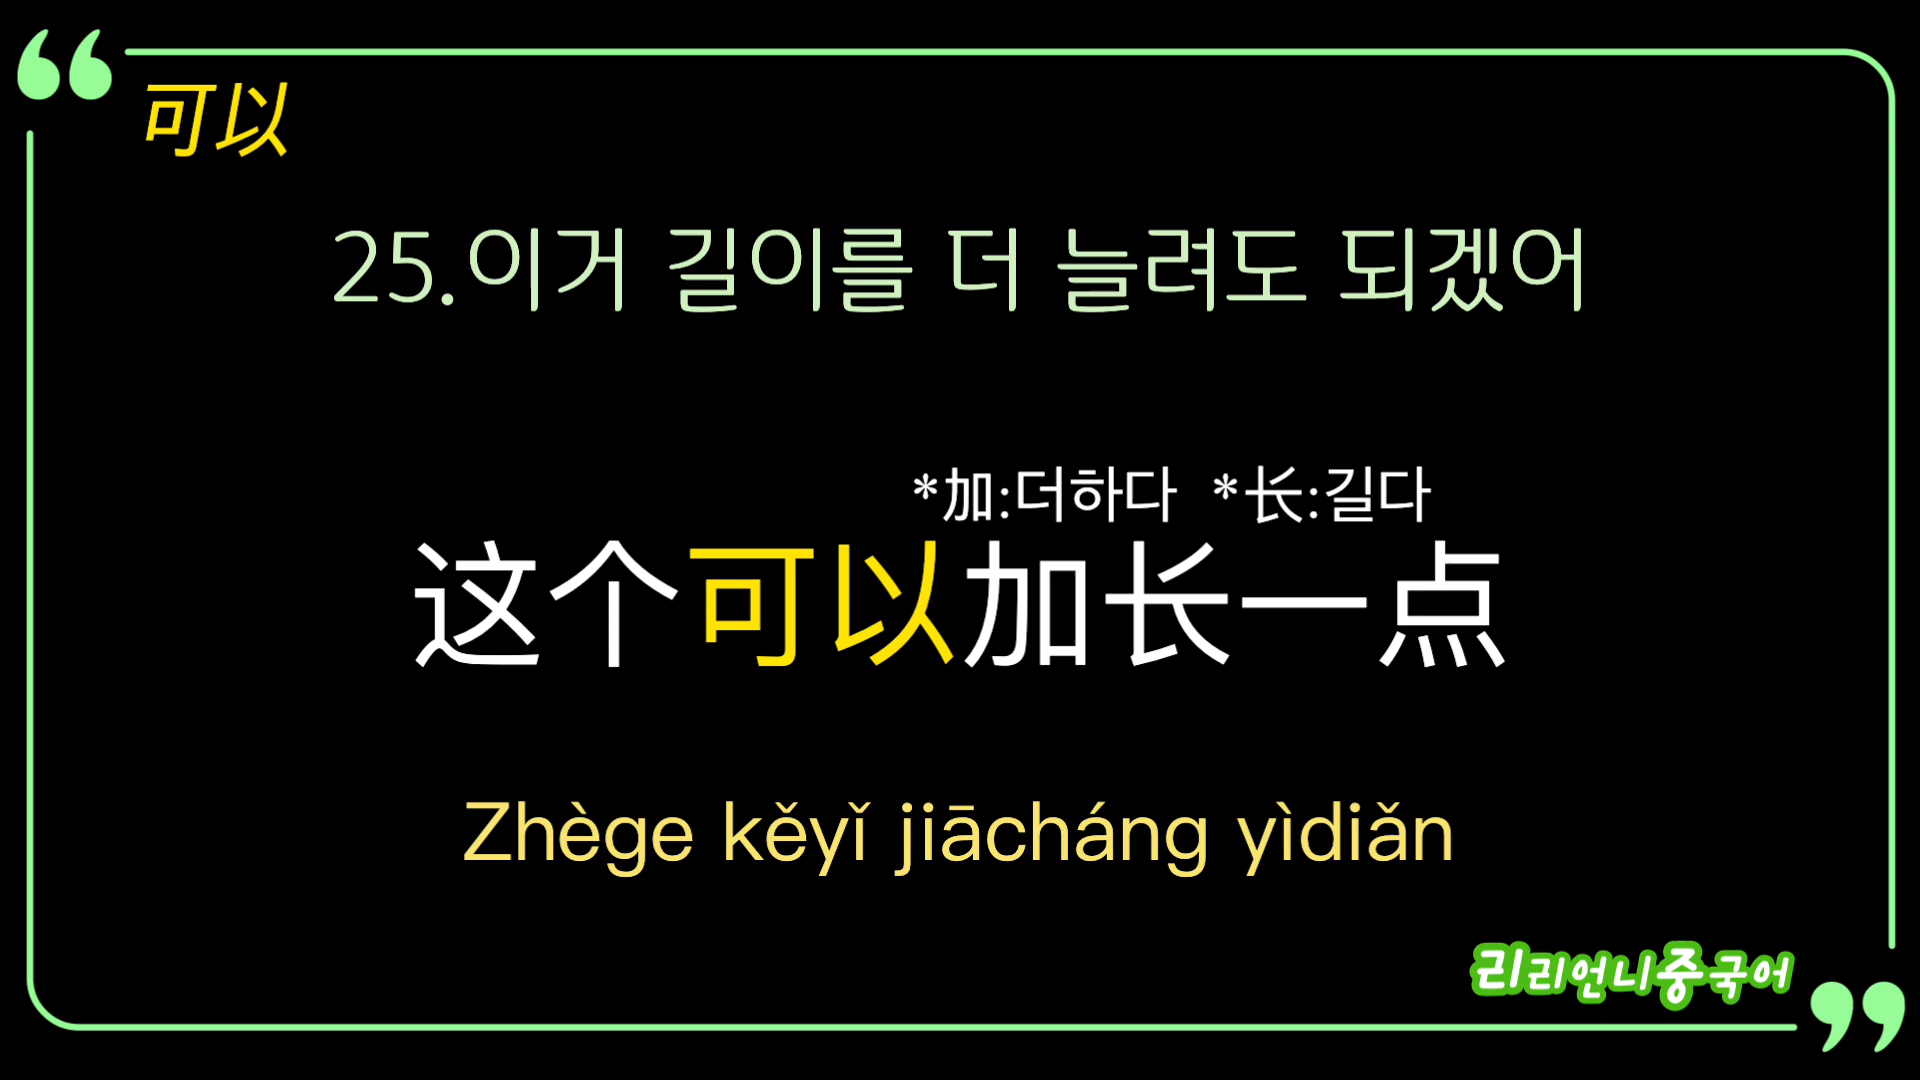 可以
25.이거 길이를 더 늘려도 되겠어
*加:더하다 *长:길다
这个可以加长一点
Zhège kěyǐ jiācháng yìdiǎn
리리언니중국어